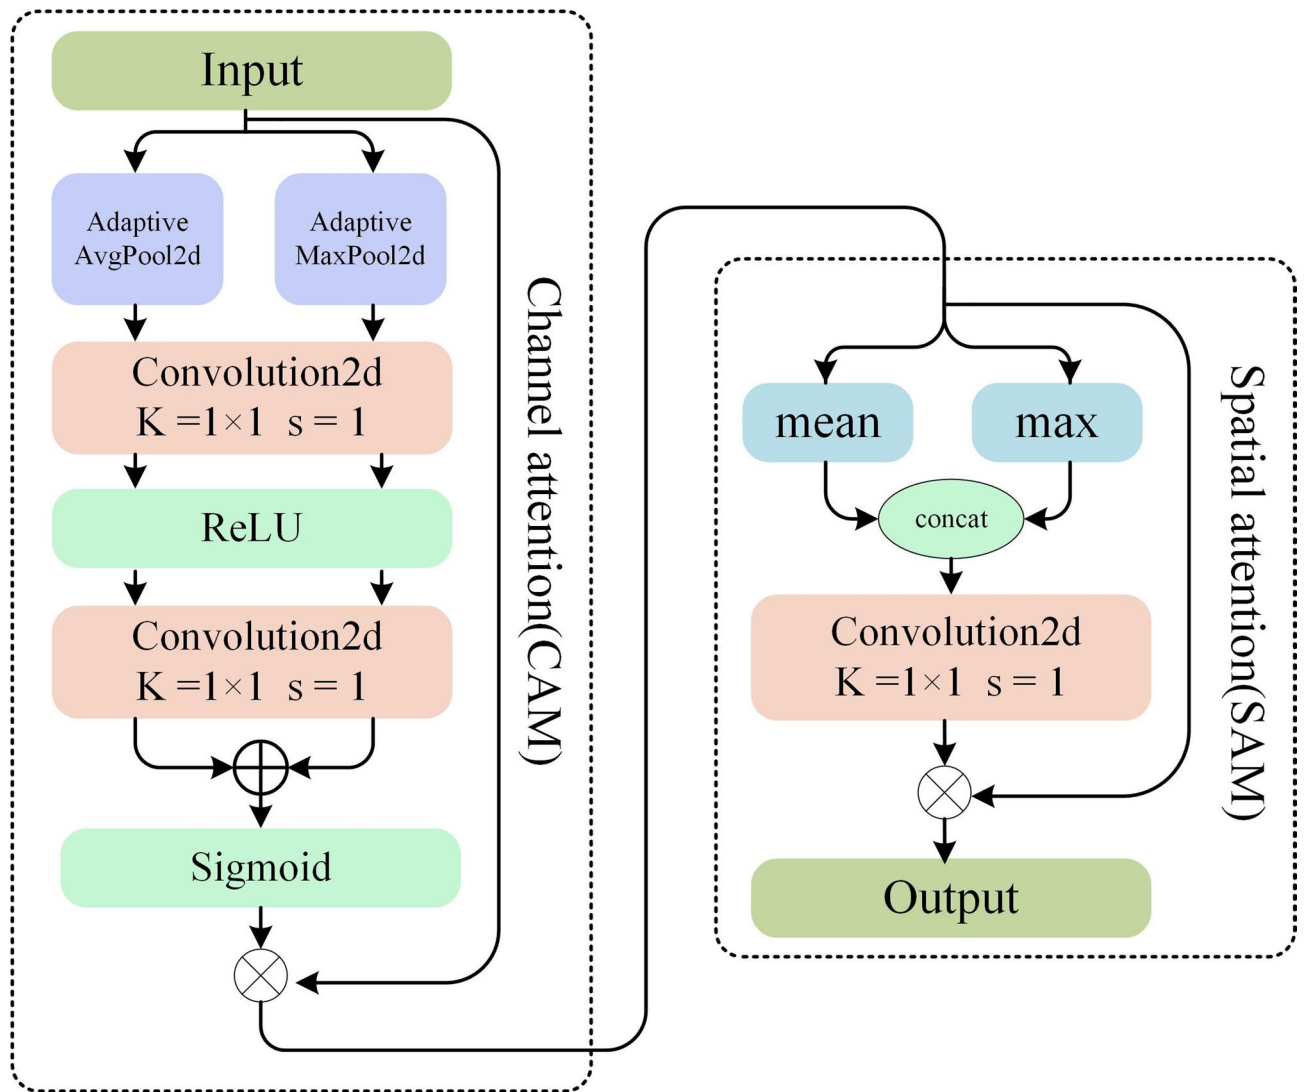 Input
Adaptive
AvgPool2d
Adaptive
MaxPool2d
Convolution2d
K =1×1 s = 1
ReLU
Convolution2d
K =1×1 s = 1
Sigmoid
Channel attention(CAM)
mean
max
concat
Convolution2d
K =1×1 s = 1
Output
Spatial attention(SAM)